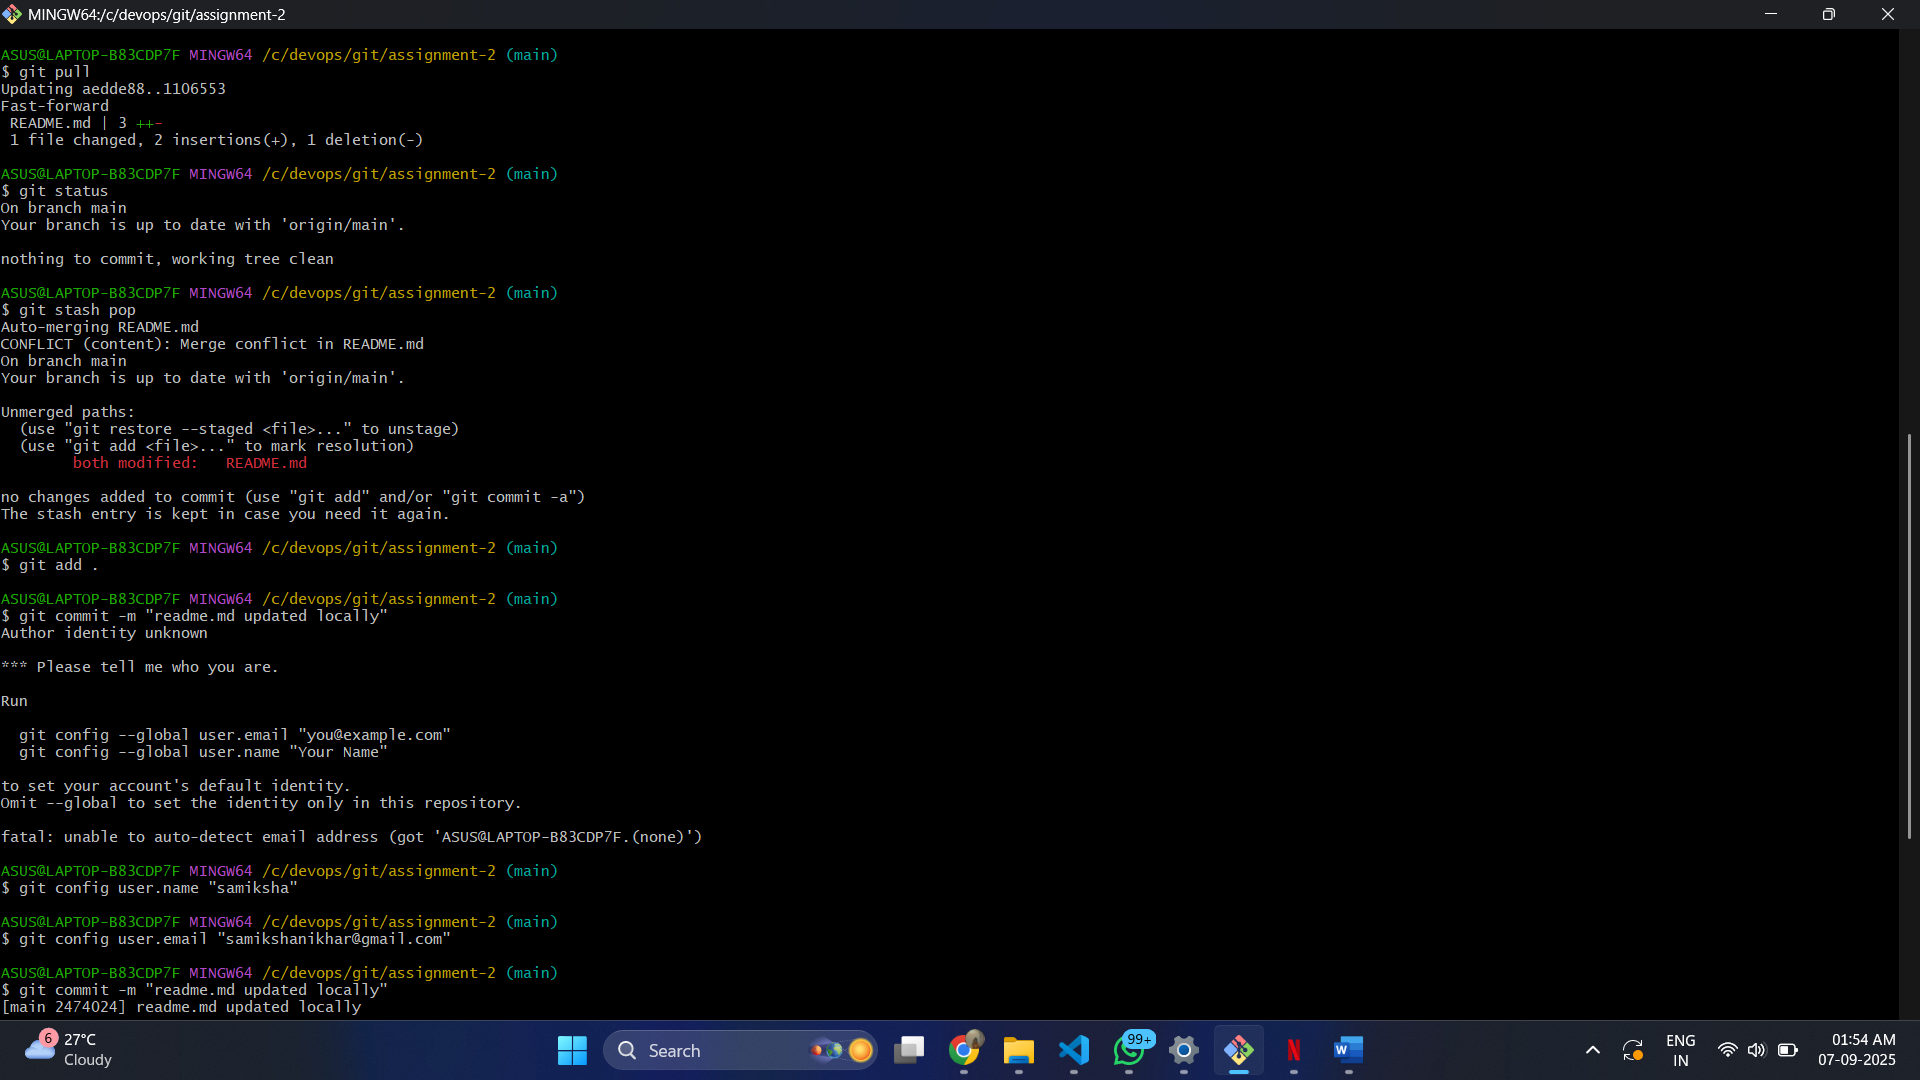 MINGW64:/c/devops/git/assignment-2
ASUS@LAPTOP-B83CDP7F MINGW64 /c/devops/git/assignment-2 (main)
$ git pull
Updating aedde88..1106553
Fast-forward
 README.md | 3 ++-
 1 file changed, 2 insertions(+), 1 deletion(-)
ASUS@LAPTOP-B83CDP7F MINGW64 /c/devops/git/assignment-2 (main)
$ git status
On branch main
Your branch is up to date with 'origin/main'.
nothing to commit, working tree clean
ASUS@LAPTOP-B83CDP7F MINGW64 /c/devops/git/assignment-2 (main)
$ git stash pop
Auto-merging README.md
CONFLICT (content): Merge conflict in README.md
On branch main
Your branch is up to date with 'origin/main'.
Unmerged paths:
  (use "git restore --staged <file>..." to unstage)
  (use "git add <file>..." to mark resolution)
        both modified:   README.md
no changes added to commit (use "git add" and/or "git commit -a")
The stash entry is kept in case you need it again.
ASUS@LAPTOP-B83CDP7F MINGW64 /c/devops/git/assignment-2 (main)
$ git add .
ASUS@LAPTOP-B83CDP7F MINGW64 /c/devops/git/assignment-2 (main)
$ git commit -m "readme.md updated locally"
Author identity unknown
*** Please tell me who you are.
Run
  git config --global user.email "you@example.com"
  git config --global user.name "Your Name"
to set your account's default identity.
Omit --global to set the identity only in this repository.
fatal: unable to auto-detect email address (got 'ASUS@LAPTOP-B83CDP7F.(none)')
ASUS@LAPTOP-B83CDP7F MINGW64 /c/devops/git/assignment-2 (main)
$ git config user.name "samiksha"
ASUS@LAPTOP-B83CDP7F MINGW64 /c/devops/git/assignment-2 (main)
$ git config user.email "samikshanikhar@gmail.com"
ASUS@LAPTOP-B83CDP7F MINGW64 /c/devops/git/assignment-2 (main)
$ git commit -m "readme.md updated locally"
[main 2474024] readme.md updated locally
6
27°C
Cloudy
Search
99+
N
W
ENG
IN
01:54 AM
07-09-2025